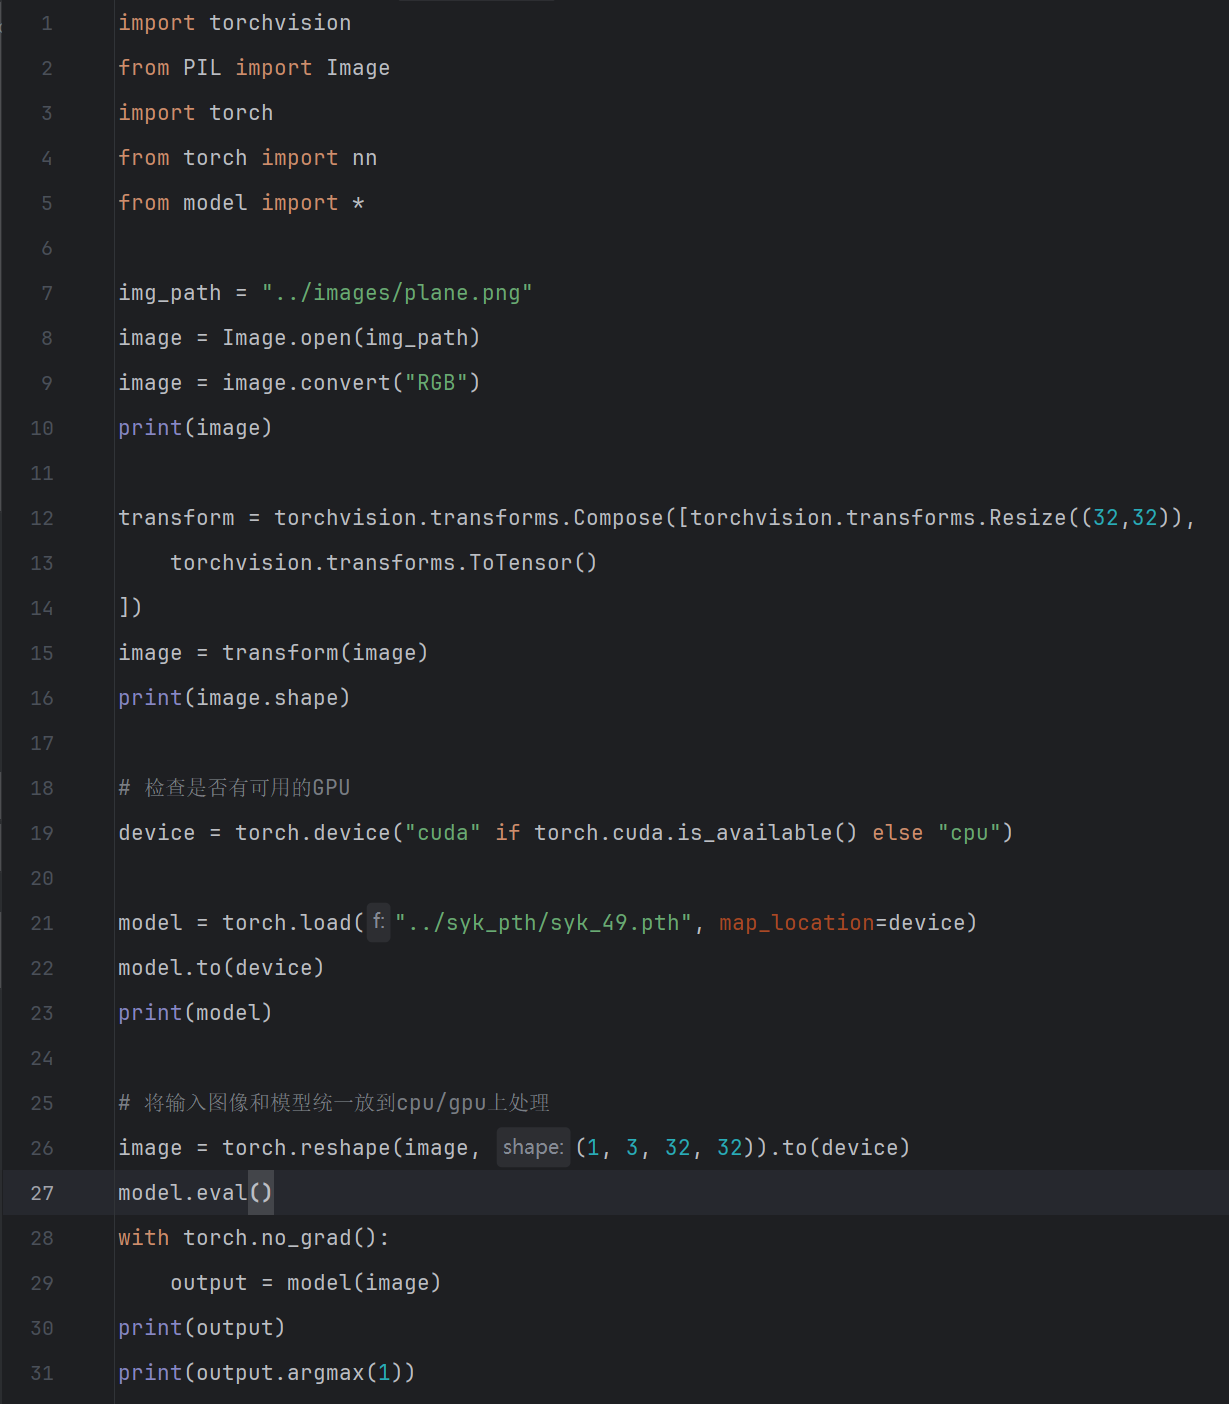 1 import torchvision
2 from PIL import Image
3 import torch
4 from torch import nn
5 from model import *
6
7 img_path = "../images/plane.png"
8 image = Image.open(img_path)
9 image = image.convert("RGB")
10 print(image)
11
12 transform = torchvision.transforms.Compose([torchvision.transforms.Resize((32,32)),
13     torchvision.transforms.ToTensor()
14 ])
15 image = transform(image)
16 print(image.shape)
17
18 # 检查是否有可用的GPU
19 device = torch.device("cuda" if torch.cuda.is_available() else "cpu")
20
21 model = torch.load( f: "../syk_pth/syk_49.pth", map_location=device)
22 model.to(device)
23 print(model)
24
25 # 将输入图像和模型统一放到cpu/gpu上处理
26 image = torch.reshape(image, shape: (1, 3, 32, 32)).to(device)
27 model.eval()
28 with torch.no_grad():
29     output = model(image)
30 print(output)
31 print(output.argmax(1))